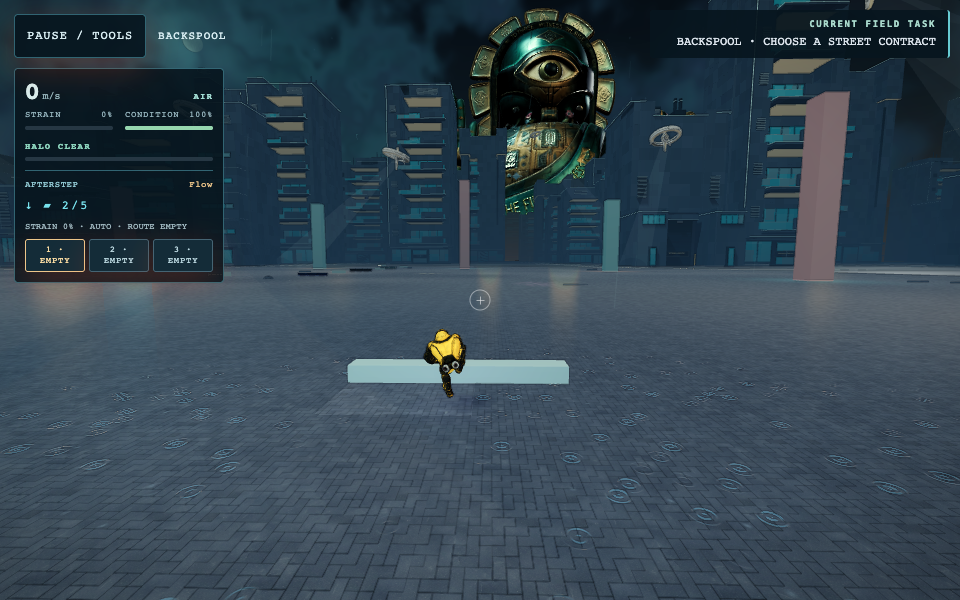 PAUSE / TOOLS
BACKSPOOL
CURRENT FIELD TASK
BACKSPOOL · CHOOSE A STREET CONTRACT
0 m/s
AIR
STRAIN 0%
CONDITION 100%
HALO CLEAR
AFTERSTEP
Flow
↓ ▰ 2/5
STRAIN 0% · AUTO · ROUTE EMPTY
1 · EMPTY
2 · EMPTY
3 · EMPTY